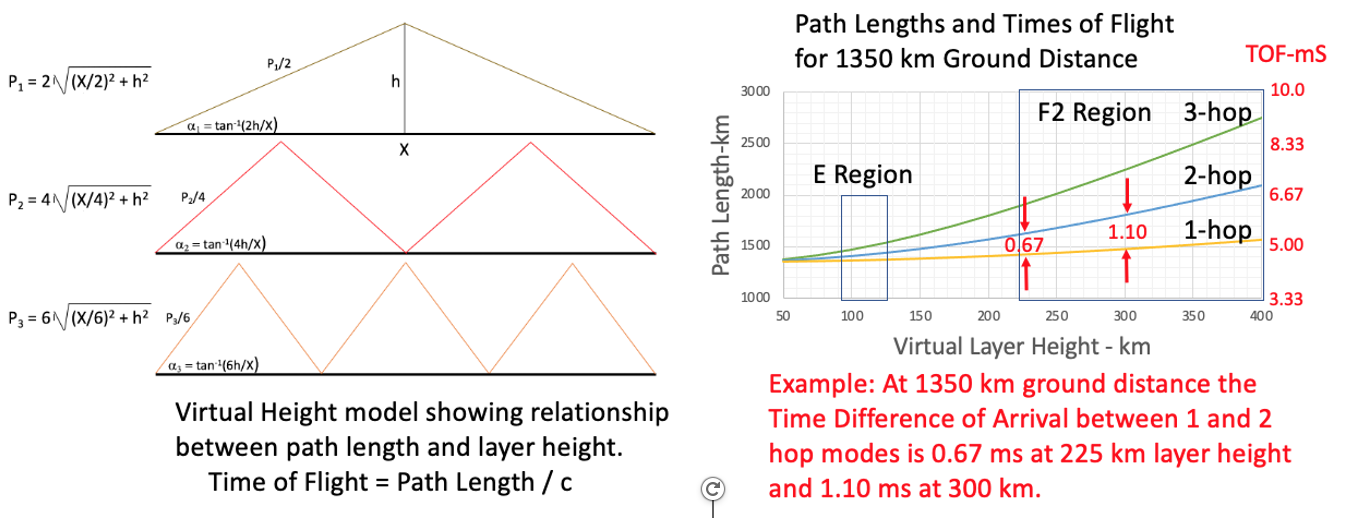 P₁ = 2√(X/2)² + h²
P₁/2
h
α₁ = tan⁻¹(2h/X)
X
P₂ = 4√(X/4)² + h²
P₂/4
α₂ = tan⁻¹(4h/X)
P₃ = 6√(X/6)² + h²
P₃/6
α₃ = tan⁻¹(6h/X)
Virtual Height model showing relationship
between path length and layer height.
Time of Flight = Path Length / c
Path Lengths and Times of Flight
for 1350 km Ground Distance
TOF-mS
Path Length-km
3000
2500
2000
1500
1000
10.0
8.33
6.67
5.00
3.33
F2 Region
3-hop
E Region
2-hop
1-hop
0.67
1.10
50 100 150 200 250 300 350 400
Virtual Layer Height - km
Example: At 1350 km ground distance the
Time Difference of Arrival between 1 and 2
hop modes is 0.67 ms at 225 km layer height
and 1.10 ms at 300 km.